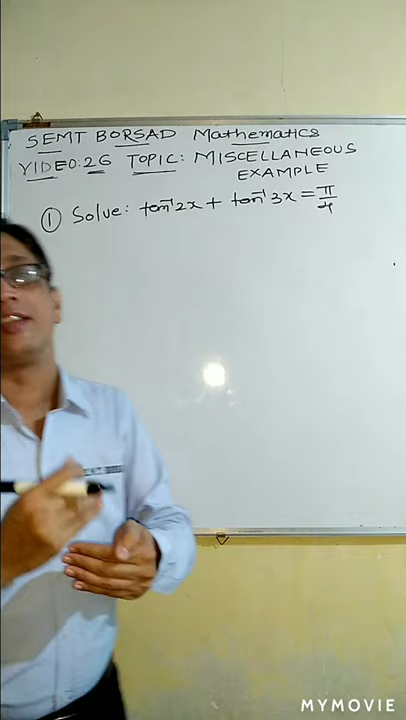 SEMT BORSAD Mathematics
VIDEO:26 TOPIC: MISCELLANEOUS
EXAMPLE
① Solve: tan⁻¹2x + tan⁻¹3x = π/4
MYMOVIE